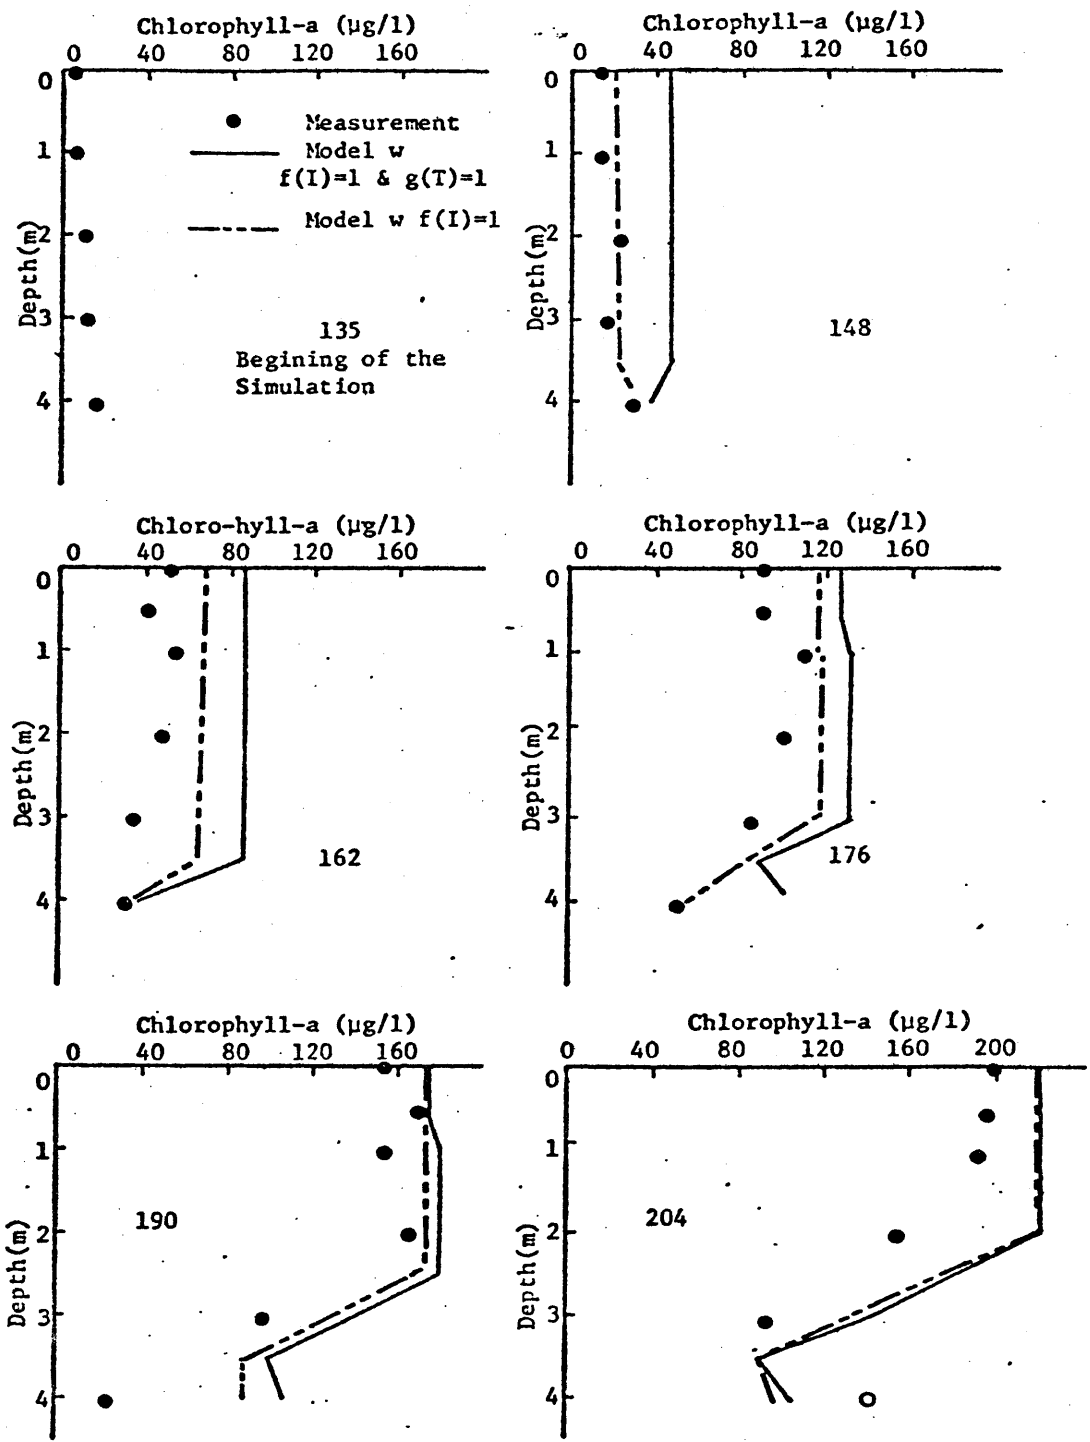 Chlorophyll-a (µg/l)
0 40 80 120 160
0
1
2
3
4
Depth(m)
Measurement
Model w
f(I)=1 & g(T)=1
Model w f(I)=1
135
Begining of the
Simulation
Chlorophyll-a (µg/l)
0 40 80 120 160
0
1
2
3
4
Depth(m)
148
Chloro-hyll-a (µg/l)
0 40 80 120 160
0
1
2
3
4
Depth(m)
162
Chlorophyll-a (µg/l)
0 40 80 120 160
0
1
2
3
4
Depth(m)
176
Chlorophyll-a (µg/l)
0 40 80 120 160
0
1
2
3
4
Depth(m)
190
Chlorophyll-a (µg/l)
0 40 80 120 160 200
0
1
2
3
4
Depth(m)
204